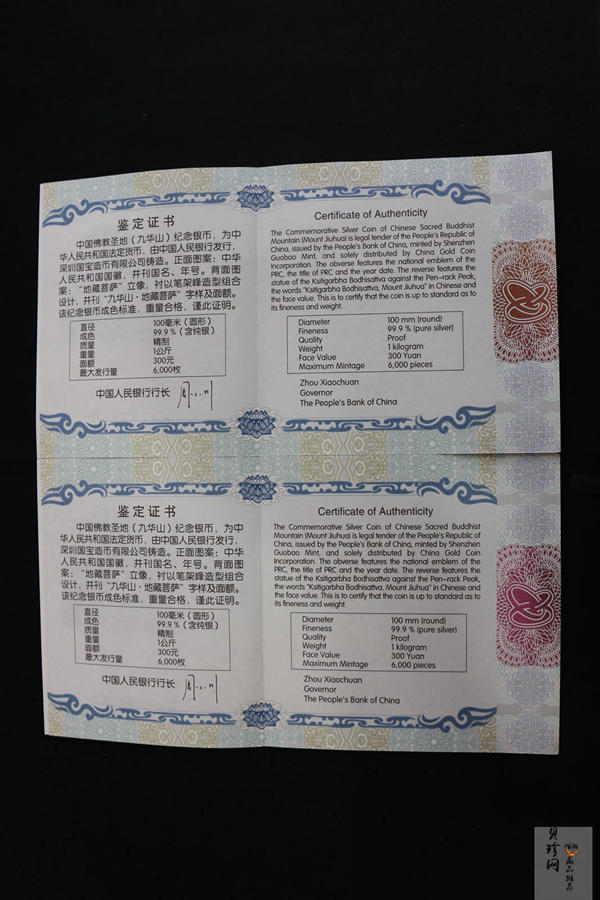 鉴定证书
中国佛教圣地（九华山）纪念银币，为中
华人民共和国法定货币，由中国人民银行发行，
深圳国宝造币有限公司铸造。正面图案：中华
人民共和国国徽，并刊国名、年号。背面图
案：“地藏菩萨”立像，衬以笔架峰造型组合
设计，并刊“九华山·地藏菩萨”字样及面额。
该纪念银币成色标准，重量合格，谨此证明。
直径 100毫米（圆形）
成色 99.9％（含纯银）
质量 精制
重量 1公斤
面额 300元
最大发行量 6,000枚
中国人民银行行长
Certificate of Authenticity
The Commemorative Silver Coin of Chinese Sacred Buddhist
Mountain (Mount Jiuhua) is legal tender of the People's Republic of
China, issued by the People's Bank of China, minted by Shenzhen
Guobao Mint, and solely distributed by China Gold Coin
Incorporation. The obverse features the national emblem of the
PRC, the title of PRC and the year date. The reverse features the
statue of the Ksitigarbha Bodhisattva against the Pen-rack Peak,
the words "Ksitigarbha Bodhisattva, Mount Jiuhua" in Chinese and
the face value. This is to certify that the coin is up to standard as to
its fineness and weight.
Diameter 100 mm (round)
Fineness 99.9 % (pure silver)
Quality Proof
Weight 1 kilogram
Face Value 300 Yuan
Maximum Mintage 6,000 pieces
Zhou Xiaochuan
Governor
The People's Bank of China
鉴定证书
中国佛教圣地（九华山）纪念银币，为中
华人民共和国法定货币，由中国人民银行发行，
深圳国宝造币有限公司铸造。正面图案：中华
人民共和国国徽，并刊国名、年号。背面图
案：“地藏菩萨”立像，衬以笔架峰造型组合
设计，并刊“九华山·地藏菩萨”字样及面额。
该纪念银币成色标准，重量合格，谨此证明。
直径 100毫米（圆形）
成色 99.9％（含纯银）
质量 精制
重量 1公斤
面额 300元
最大发行量 6,000枚
中国人民银行行长
Certificate of Authenticity
The Commemorative Silver Coin of Chinese Sacred Buddhist
Mountain (Mount Jiuhua) is legal tender of the People's Republic of
China, issued by the People's Bank of China, minted by Shenzhen
Guobao Mint, and solely distributed by China Gold Coin
Incorporation. The obverse features the national emblem of the
PRC, the title of PRC and the year date. The reverse features the
statue of the Ksitigarbha Bodhisattva against the Pen-rack Peak,
the words "Ksitigarbha Bodhisattva, Mount Jiuhua" in Chinese and
the face value. This is to certify that the coin is up to standard as to
its fineness and weight.
Diameter 100 mm (round)
Fineness 99.9 % (pure silver)
Quality Proof
Weight 1 kilogram
Face Value 300 Yuan
Maximum Mintage 6,000 pieces
Zhou Xiaochuan
Governor
The People's Bank of China
贝珍网